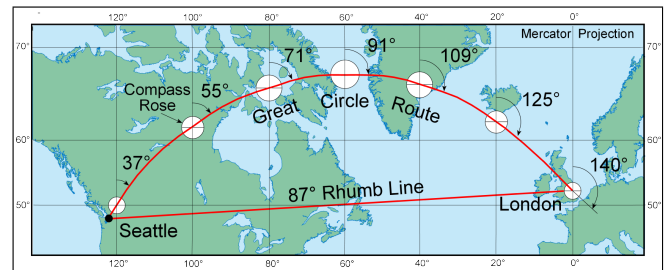 120° 100° 80° 60° 40° 20° 0°
Mercator Projection
70° 70°
71° 91° 109°
Compass
Rose
55° Great Circle Route 125°
60° 60°
37° 140°
87° Rhumb Line
50° London 50°
Seattle
120° 100° 80° 60° 40° 20° 0°